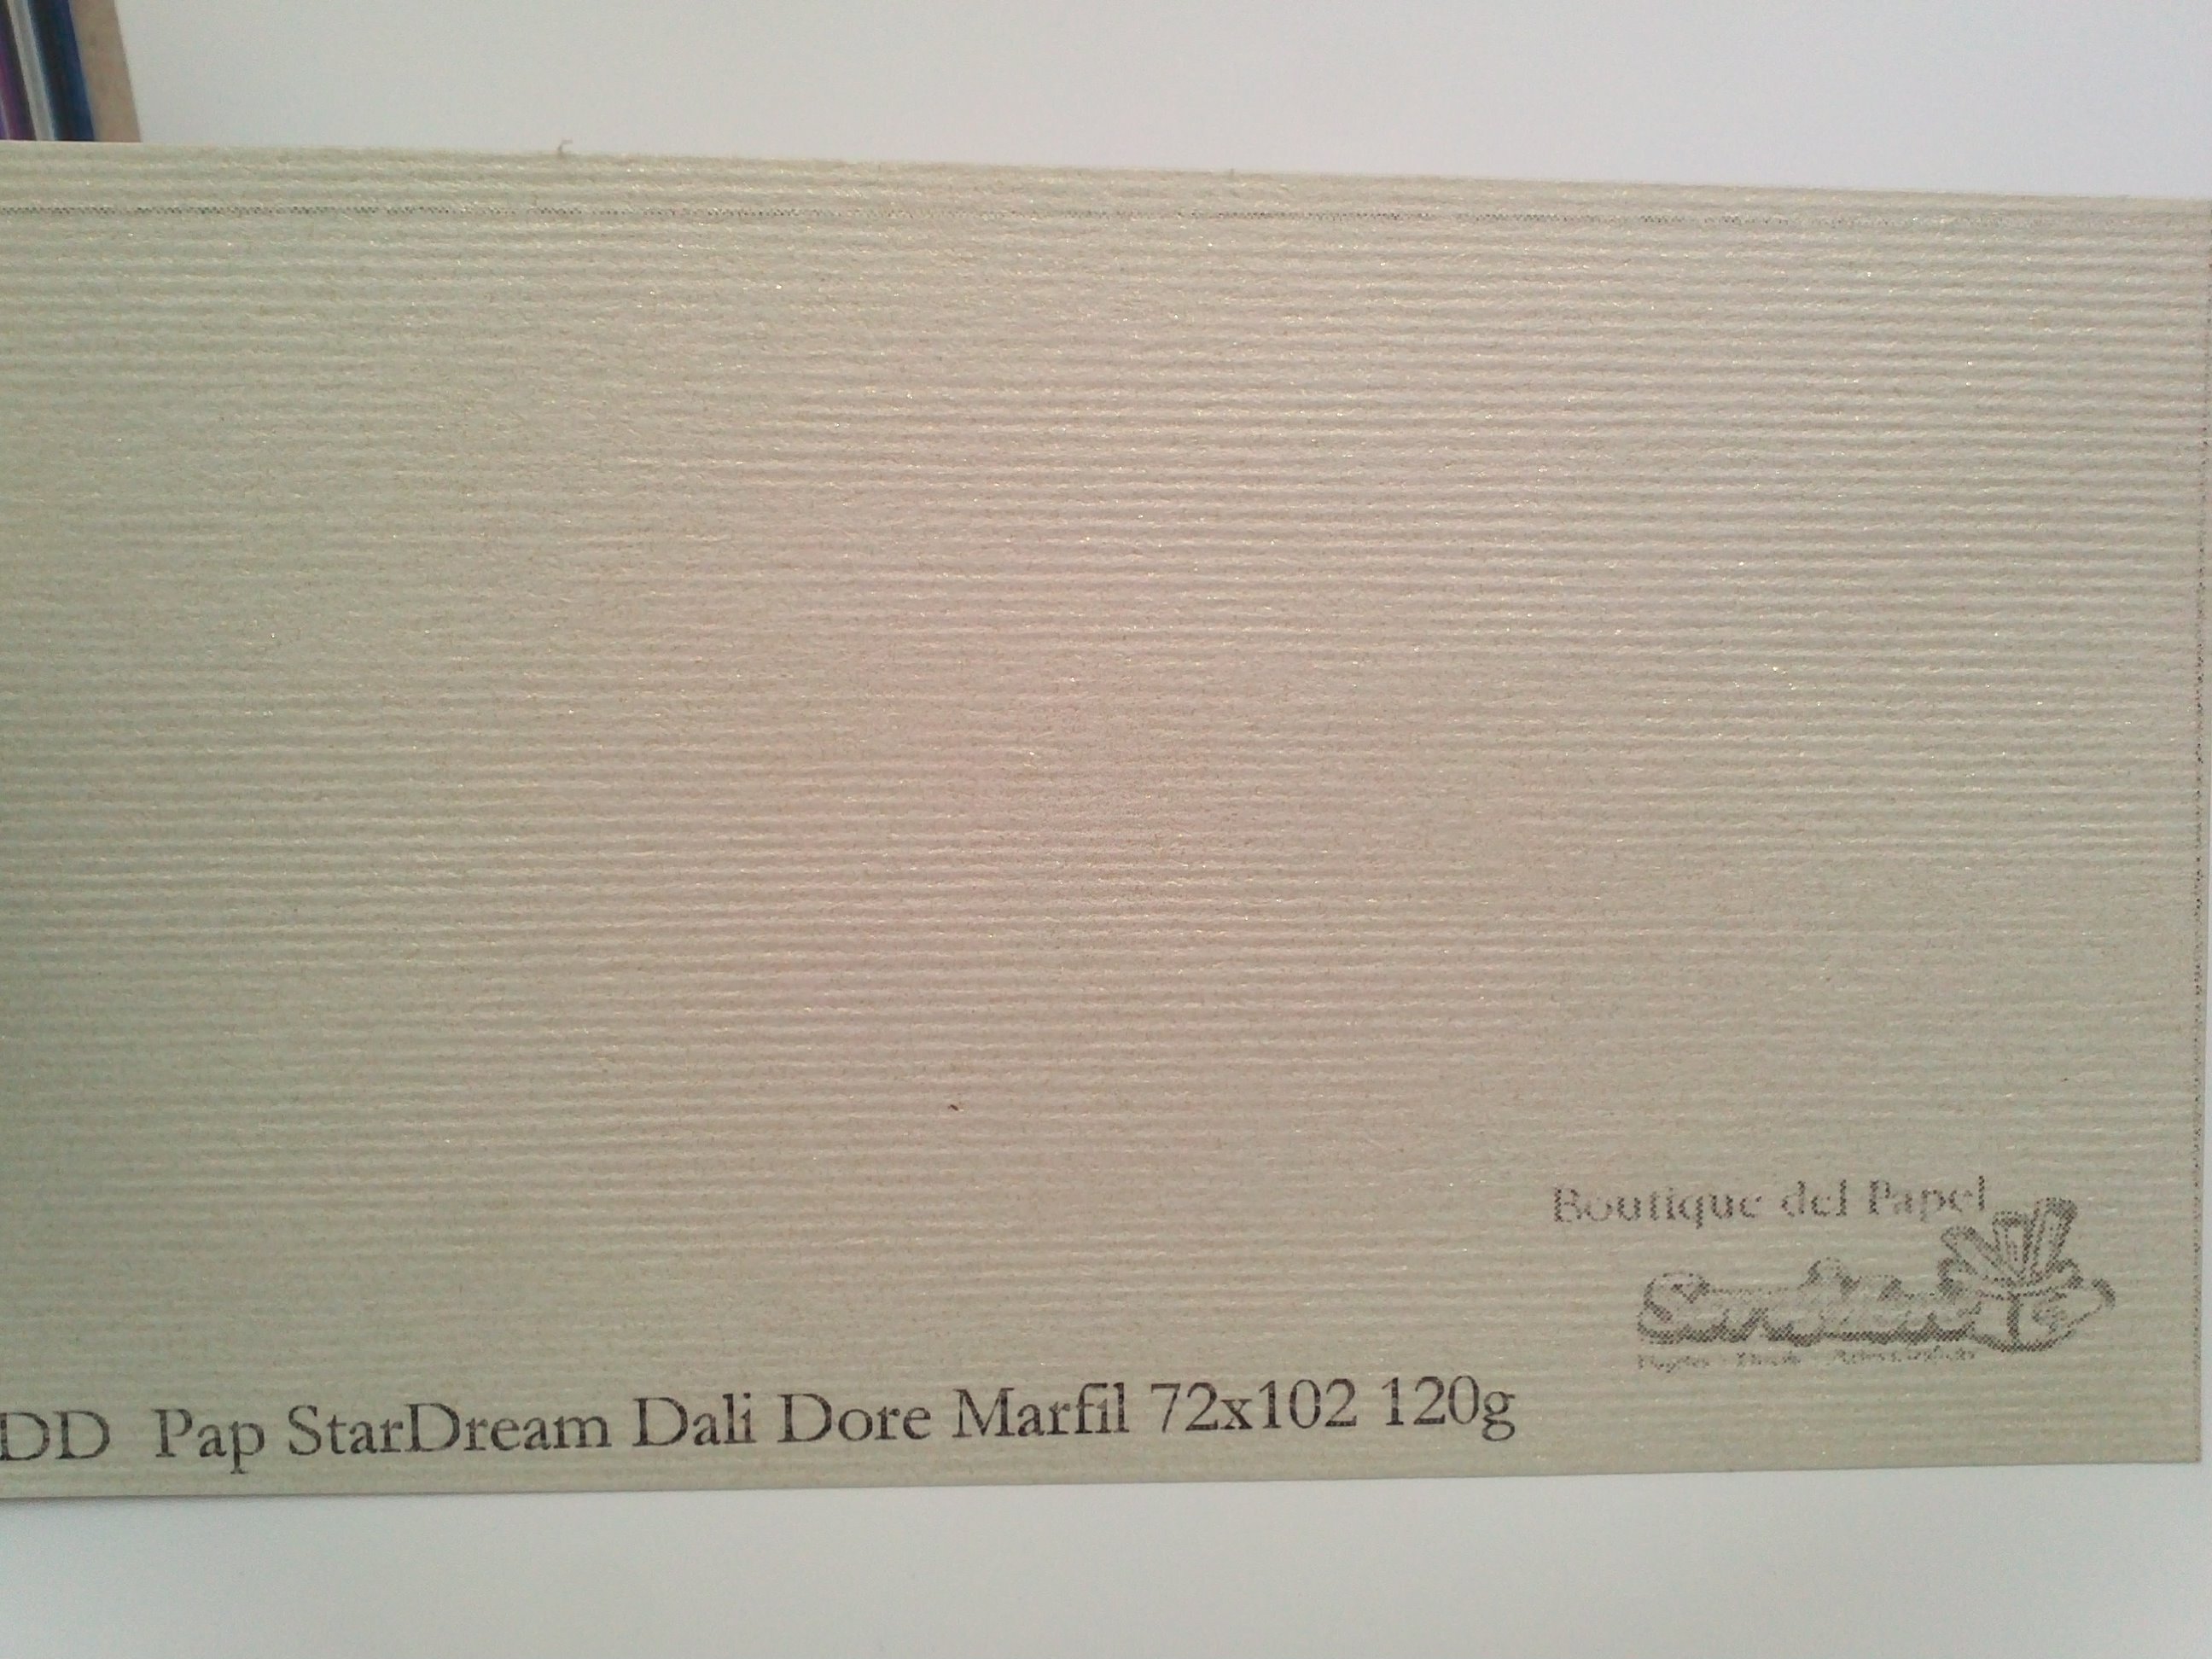 Boutique del Papel
DD Pap StarDream Dali Dore Marfil 72x102 120g